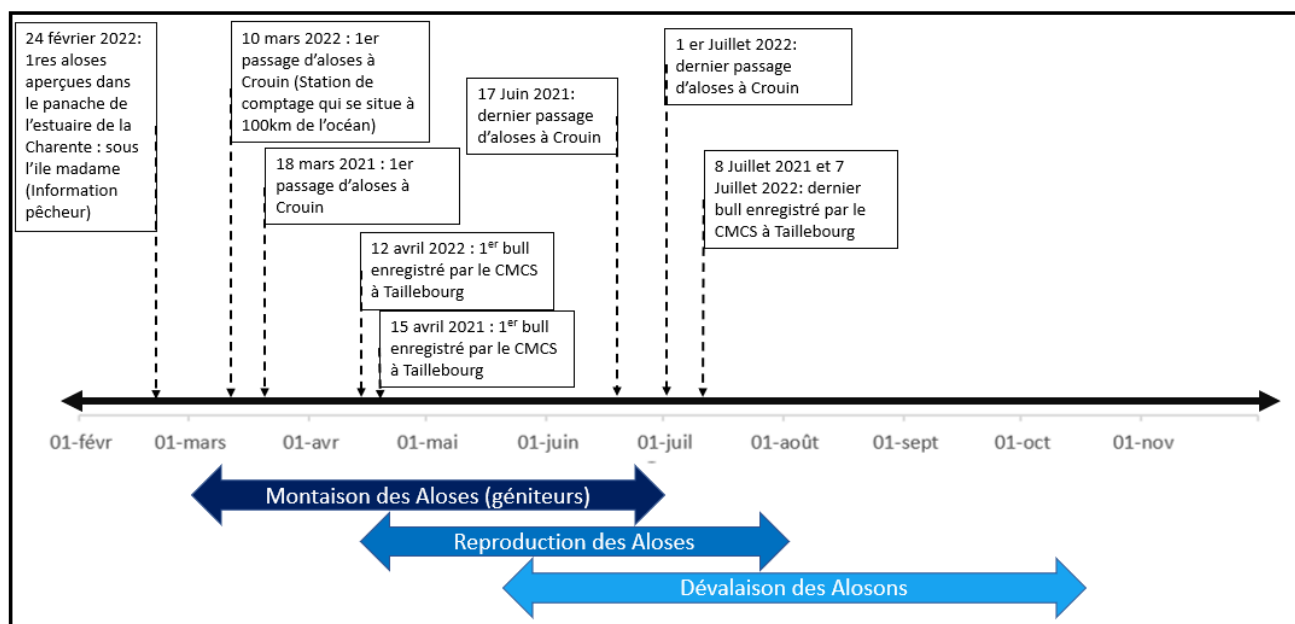 24 février 2022:
1res aloses
aperçues dans
le panache de
l'estuaire de la
Charente : sous
l'ile madame
(Information
pêcheur)
10 mars 2022 : 1er
passage d'aloses à
Crouin (Station de
comptage qui se situe à
100km de l'océan)
18 mars 2021 : 1er
passage d'aloses à
Crouin
12 avril 2022 : 1er bull
enregistré par le CMCS
à Taillebourg
15 avril 2021 : 1er bull
enregistré par le CMCS
à Taillebourg
17 Juin 2021:
dernier passage
d'aloses à Crouin
1 er Juillet 2022:
dernier passage
d'aloses à Crouin
8 Juillet 2021 et 7
Juillet 2022: dernier
bull enregistré par le
CMCS à Taillebourg
01-févr 01-mars 01-avr 01-mai 01-juin 01-juil 01-août 01-sept 01-oct 01-nov
Montaison des Aloses (géniteurs)
Reproduction des Aloses
Dévalaison des Alosons